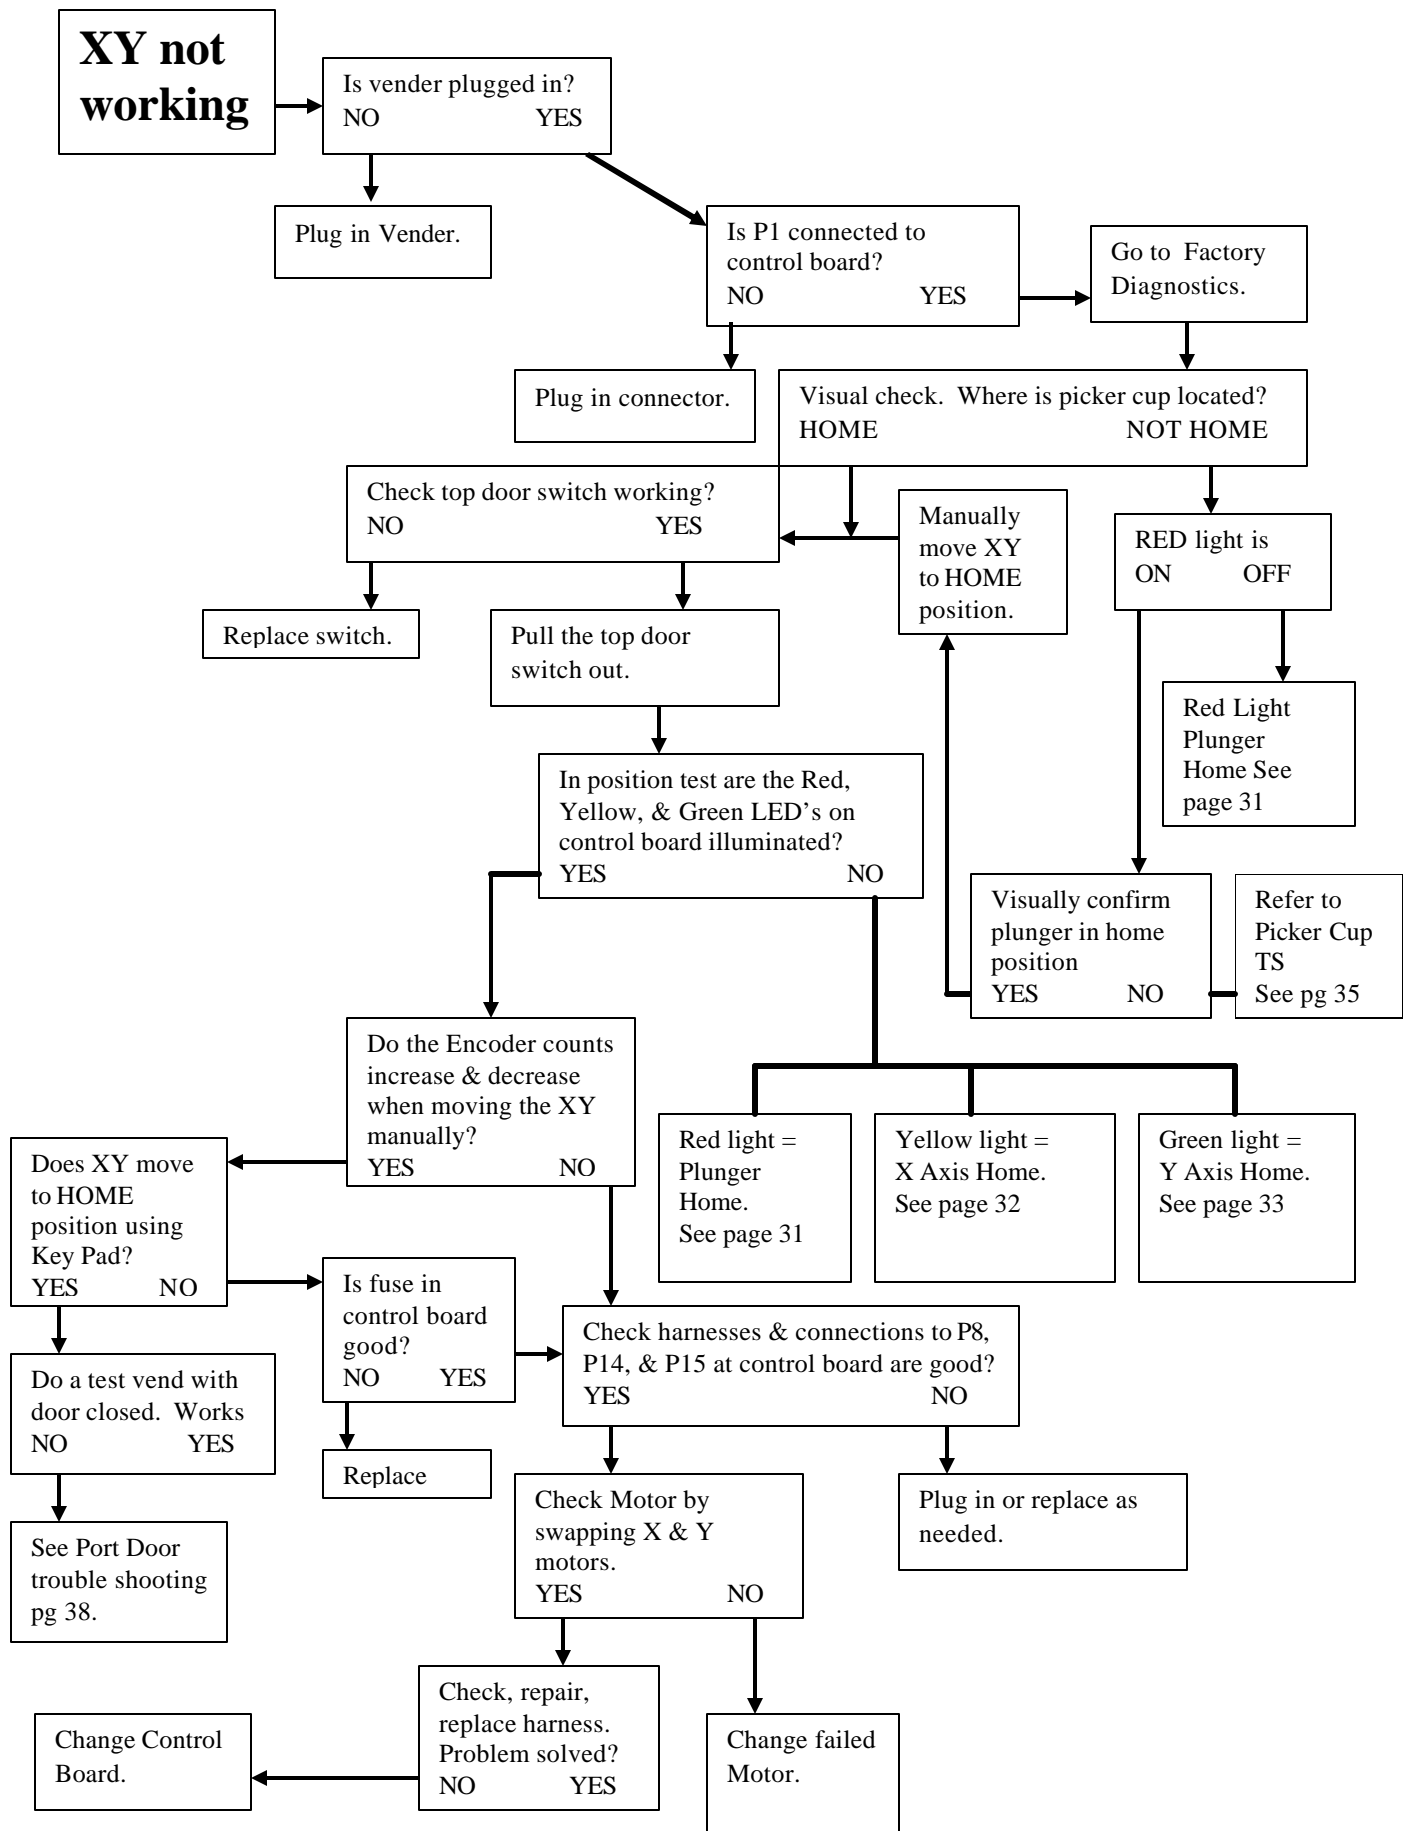 XY not
working
Is vender plugged in?
NO YES
Plug in Vender.
Is P1 connected to
control board?
NO YES
Go to Factory
Diagnostics.
Plug in connector.
Visual check. Where is picker cup located?
HOME NOT HOME
Check top door switch working?
NO YES
Manually
move XY
to HOME
position.
RED light is
ON OFF
Replace switch.
Pull the top door
switch out.
Red Light
Plunger
Home See
page 31
In position test are the Red,
Yellow, & Green LED’s on
control board illuminated?
YES NO
Visually confirm
plunger in home
position
YES NO
Refer to
Picker Cup
TS
See pg 35
Do the Encoder counts
increase & decrease
when moving the XY
manually?
YES NO
Red light =
Plunger
Home.
See page 31
Yellow light =
X Axis Home.
See page 32
Green light =
Y Axis Home.
See page 33
Does XY move
to HOME
position using
Key Pad?
YES NO
Is fuse in
control board
good?
NO YES
Check harnesses & connections to P8,
P14, & P15 at control board are good?
YES NO
Do a test vend with
door closed. Works
NO YES
Replace
Check Motor by
swapping X & Y
motors.
YES NO
Plug in or replace as
needed.
See Port Door
trouble shooting
pg 38.
Check, repair,
replace harness.
Problem solved?
NO YES
Change Control
Board.
Change failed
Motor.